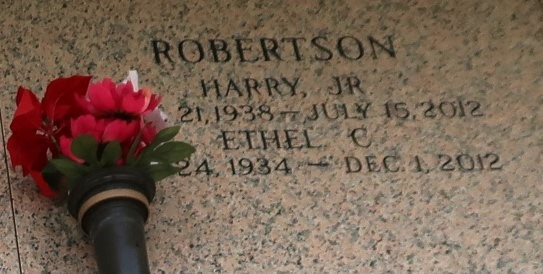 ROBERTSON
HARRY, JR
21, 1938 – JULY 15, 2012
ETHEL C
24, 1934 – DEC. 1, 2012